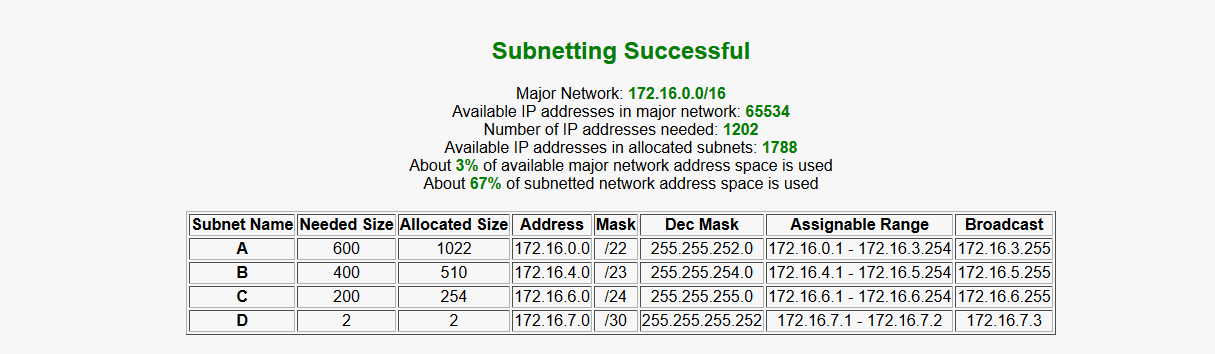 Subnetting Successful
Major Network: 172.16.0.0/16
Available IP addresses in major network: 65534
Number of IP addresses needed: 1202
Available IP addresses in allocated subnets: 1788
About 3% of available major network address space is used
About 67% of subnetted network address space is used
Subnet Name Needed Size Allocated Size Address Mask Dec Mask Assignable Range Broadcast
A 600 1022 172.16.0.0 /22 255.255.252.0 172.16.0.1 - 172.16.3.254 172.16.3.255
B 400 510 172.16.4.0 /23 255.255.254.0 172.16.4.1 - 172.16.5.254 172.16.5.255
C 200 254 172.16.6.0 /24 255.255.255.0 172.16.6.1 - 172.16.6.254 172.16.6.255
D 2 2 172.16.7.0 /30 255.255.255.252 172.16.7.1 - 172.16.7.2 172.16.7.3